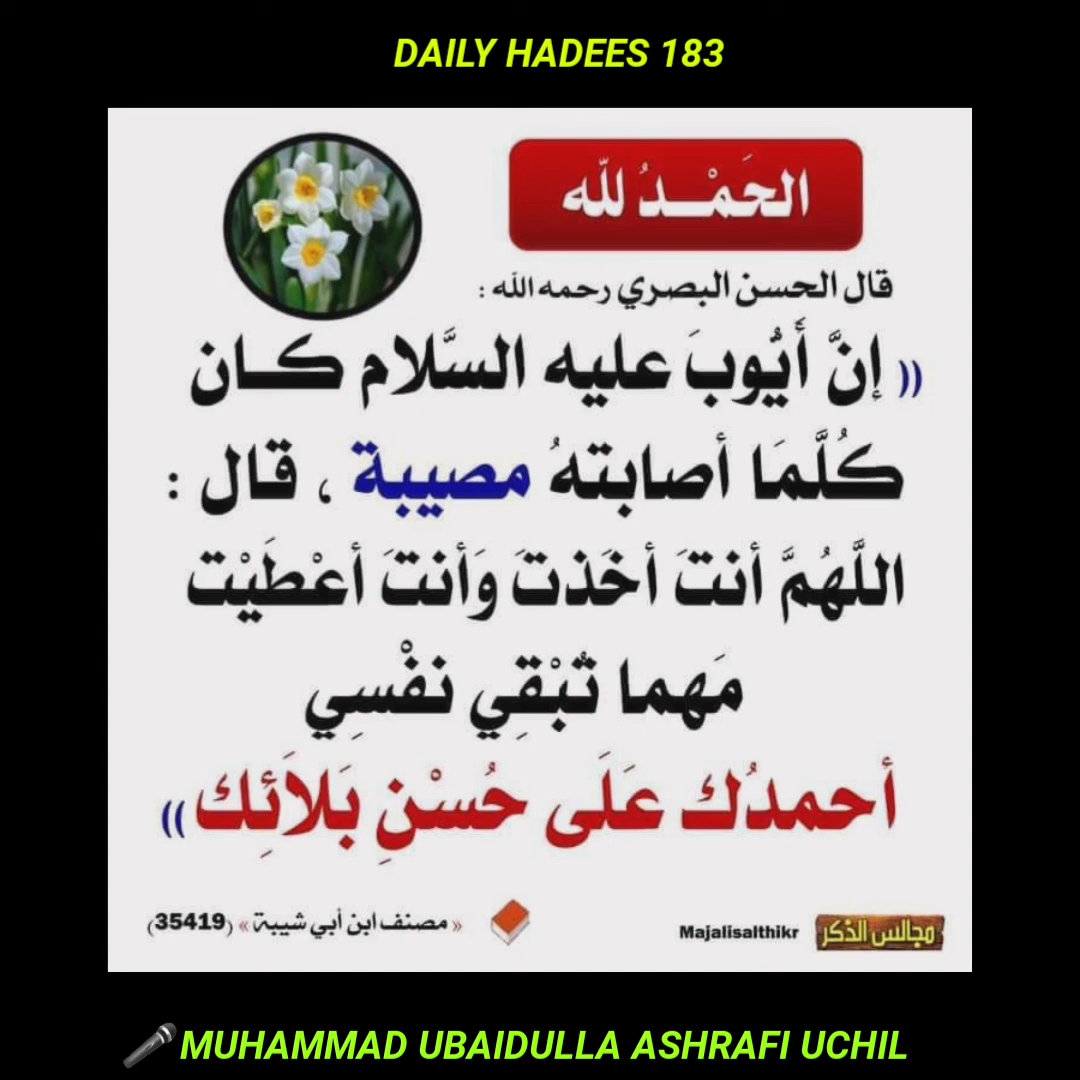 DAILY HADEES 183
الحَمْـدُ للّه
قال الحسن البصري رحمه الله :
(( إنَّ أَيُّوبَ عليه السَّلام كـان
كُلَّمَا أصابتهُ مصيبة ، قال :
اللَّهُمَّ أنتَ أخَذتَ وَأنتَ أعْطَيْت
مَهما تُبْقِي نفْسِي
أحمدُك عَلَى حُسْنِ بَلاَئِك ))
« مصنف ابن أبي شيبة » (35419)
Majalisalthikr
مجالس الذكر
🎤MUHAMMAD UBAIDULLA ASHRAFI UCHIL